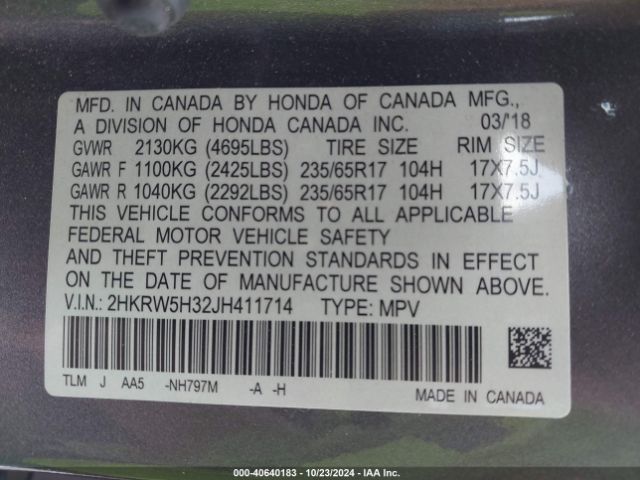 MFD. IN CANADA BY HONDA OF CANADA MFG.,
A DIVISION OF HONDA CANADA INC. 03/'18
GVWR 2130KG (4695LBS) TIRE SIZE RIM SIZE
GAWR F 1100KG (2425LBS) 235/65R17 104H 17X7.5J
GAWR R 1040KG (2292LBS) 235/65R17 104H 17X7.5J
THIS VEHICLE CONFORMS TO ALL APPLICABLE
FEDERAL MOTOR VEHICLE SAFETY
AND THEFT PREVENTION STANDARDS IN EFFECT
ON THE DATE OF MANUFACTURE SHOWN ABOVE.
V.I.N.: 2HKRW5H32JH411714 TYPE: MPV
TLM J AA5 -NH797M -A -H
MADE IN CANADA
000-40640183 - 10/23/2024 - IAA Inc.